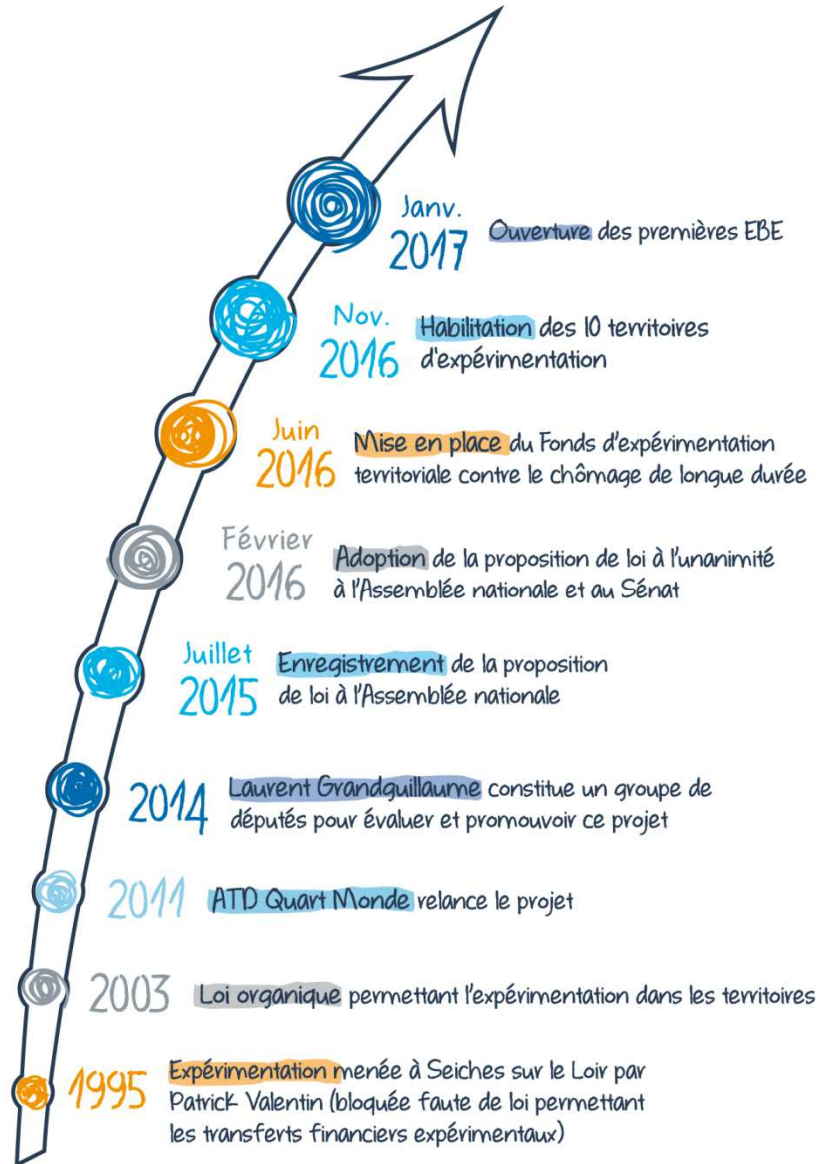 Janv.
2017
Ouverture des premières EBE
Nov.
2016
Habilitation des 10 territoires
d'expérimentation
Juin
2016
Mise en place du Fonds d'expérimentation
territoriale contre le chômage de longue durée
Février
2016
Adoption de la proposition de loi à l'unanimité
à l'Assemblée nationale et au Sénat
Juillet
2015
Enregistrement de la proposition
de loi à l'Assemblée nationale
2014
Laurent Grandguillaume constitue un groupe de
députés pour évaluer et promouvoir ce projet
2011
ATD Quart Monde relance le projet
2003
Loi organique permettant l'expérimentation dans les territoires
1995
Expérimentation menée à Seiches sur le Loir par
Patrick Valentin (bloquée faute de loi permettant
les transferts financiers expérimentaux)